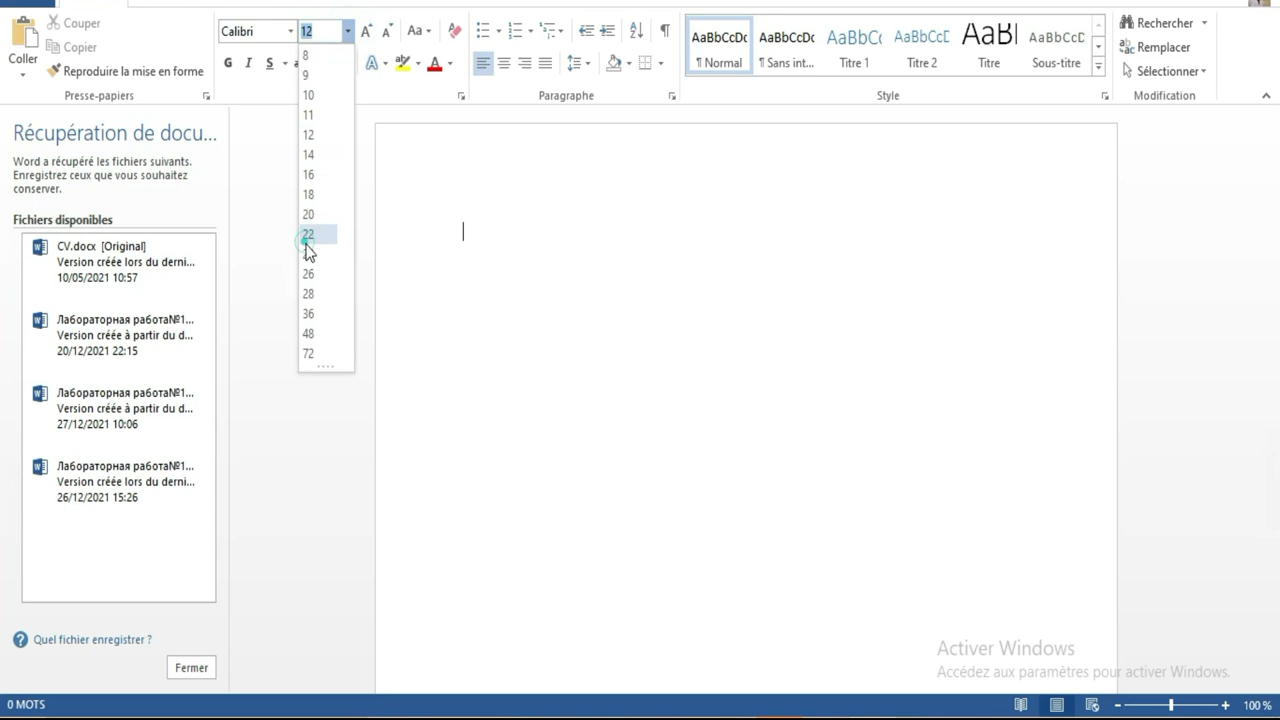 Couper
Copier
Reproduire la mise en forme
Coller
Presse-papiers
Calibri
12
Aa
G I S
A
A
8
9
10
11
12
14
16
18
20
22
26
28
36
48
72
Paragraphe
AaBbCcDc
¶ Normal
AaBbCcDc
¶ Sans int...
AaBbC
Titre 1
AaBbCcD
Titre 2
AaB
Titre
AaBbCcD
Sous-titre
Style
Rechercher
Remplacer
Sélectionner
Modification
Récupération de docu...
Word a récupéré les fichiers suivants.
Enregistrez ceux que vous souhaitez
conserver.
Fichiers disponibles
CV.docx [Original]
Version créée lors du derni...
10/05/2021 10:57
Лабораторная работа№1...
Version créée à partir du d...
20/12/2021 22:15
Лабораторная работа№1...
Version créée à partir du d...
27/12/2021 10:06
Лабораторная работа№1...
Version créée lors du derni...
26/12/2021 15:26
Quel fichier enregistrer ?
Fermer
Activer Windows
Accédez aux paramètres pour activer Windows.
0 MOTS
100 %